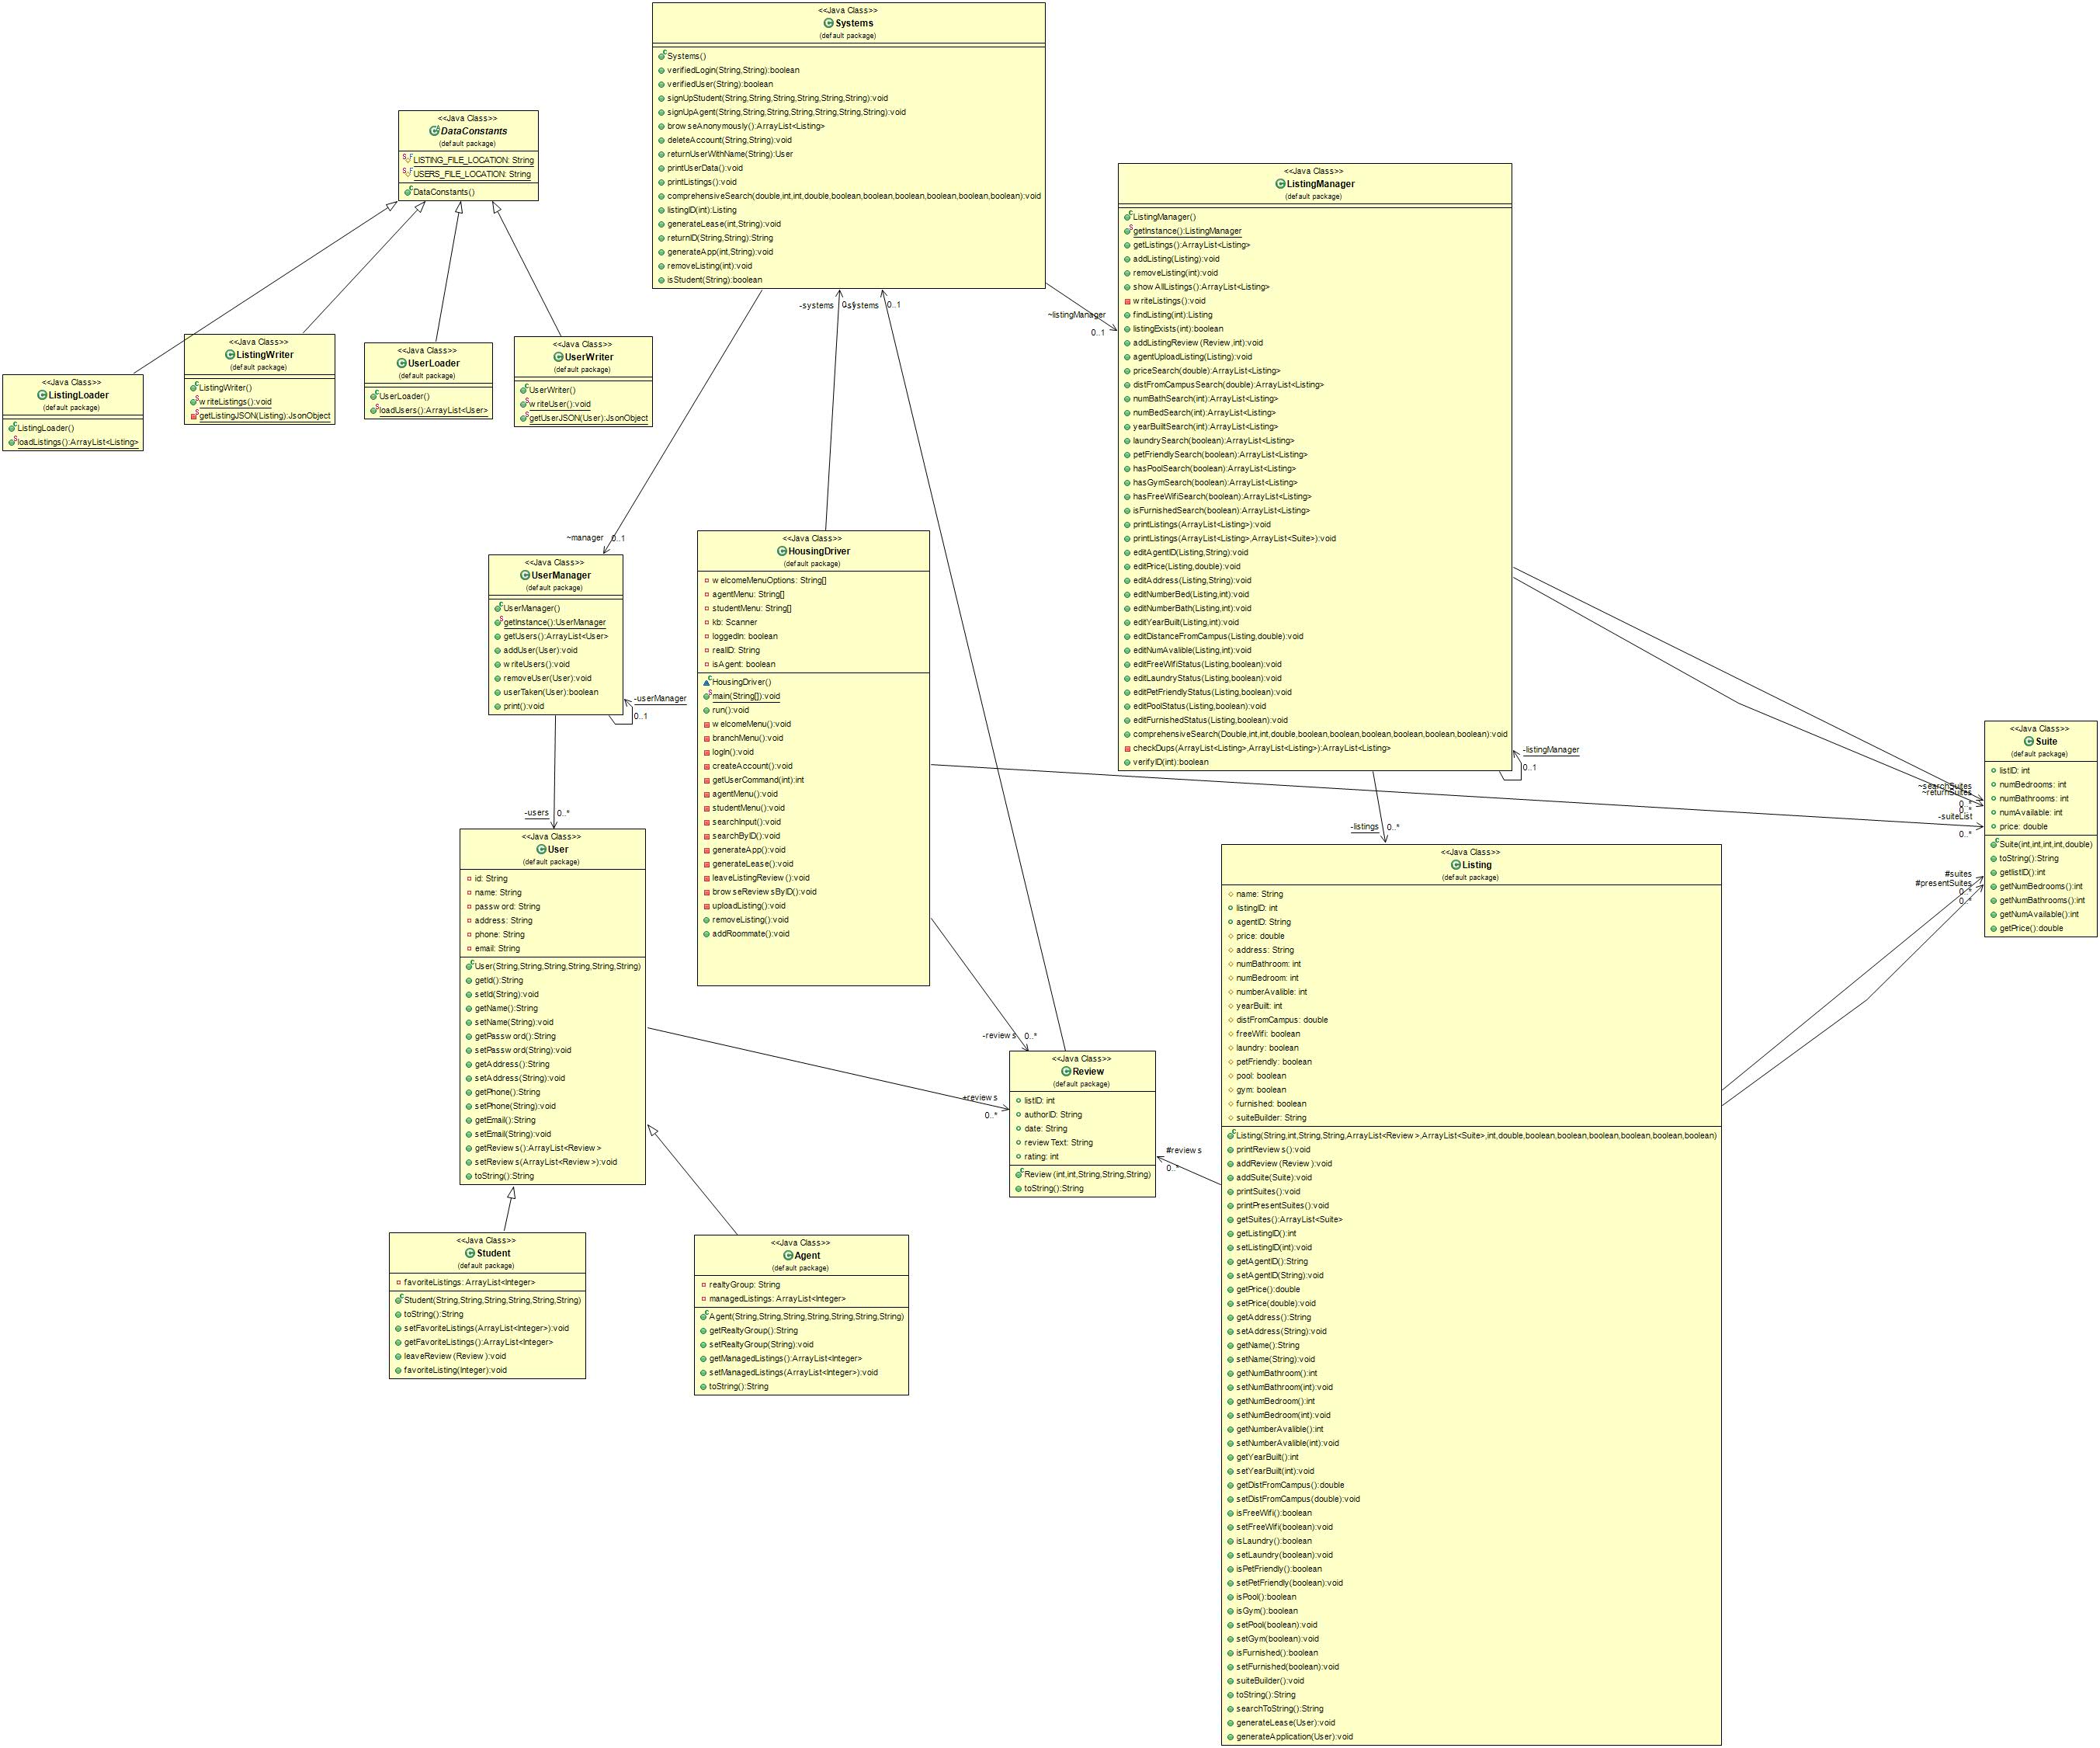 <<Java Class>>
Systems
(default package)
Systems()
verifiedLogin(String,String):boolean
verifiedUser(String):boolean
signUpStudent(String,String,String,String,String,String):void
signUpAgent(String,String,String,String,String,String,String):void
browseAnonymously():ArrayList<Listing>
deleteAccount(String,String):void
returnUserWithName(String):User
printUserData():void
printListings():void
comprehensiveSearch(double,int,int,double,boolean,boolean,boolean,boolean,boolean,boolean):void
listingID(int):Listing
generateLease(int,String):void
returnID(String,String):String
generateApp(int,String):void
removeListing(int):void
isStudent(String):boolean
<<Java Class>>
DataConstants
(default package)
LISTING_FILE_LOCATION: String
USERS_FILE_LOCATION: String
DataConstants()
<<Java Class>>
ListingManager
(default package)
ListingManager()
getInstance():ListingManager
getListings():ArrayList<Listing>
addListing(Listing):void
removeListing(int):void
showAllListings():ArrayList<Listing>
writeListings():void
findListing(int):Listing
listingExists(int):boolean
addListingReview(Review,int):void
agentUploadListing(Listing):void
priceSearch(double):ArrayList<Listing>
distFromCampusSearch(double):ArrayList<Listing>
numBathSearch(int):ArrayList<Listing>
numBedSearch(int):ArrayList<Listing>
yearBuiltSearch(int):ArrayList<Listing>
laundrySearch(boolean):ArrayList<Listing>
petFriendlySearch(boolean):ArrayList<Listing>
hasPoolSearch(boolean):ArrayList<Listing>
hasGymSearch(boolean):ArrayList<Listing>
hasFreeWifiSearch(boolean):ArrayList<Listing>
isFurnishedSearch(boolean):ArrayList<Listing>
printListings(ArrayList<Listing>):void
printListings(ArrayList<Listing>,ArrayList<Suite>):void
editAgentID(Listing,String):void
editPrice(Listing,double):void
editAddress(Listing,String):void
editNumberBed(Listing,int):void
editNumberBath(Listing,int):void
editYearBuilt(Listing,int):void
editDistanceFromCampus(Listing,double):void
editNumAvalible(Listing,int):void
editFreeWifiStatus(Listing,boolean):void
editLaundryStatus(Listing,boolean):void
editPetFriendlyStatus(Listing,boolean):void
editPoolStatus(Listing,boolean):void
editFurnishedStatus(Listing,boolean):void
comprehensiveSearch(Double,int,int,double,boolean,boolean,boolean,boolean,boolean,boolean):void
checkDups(ArrayList<Listing>,ArrayList<Listing>):ArrayList<Listing>
verifyID(int):boolean
-systems 0..1
-systems 0..1
~listingManager
0..1
<<Java Class>>
ListingLoader
(default package)
ListingLoader()
loadListings():ArrayList<Listing>
<<Java Class>>
ListingWriter
(default package)
ListingWriter()
writeListings():void
getListingJSON(Listing):JsonObject
<<Java Class>>
UserLoader
(default package)
UserLoader()
loadUsers():ArrayList<User>
<<Java Class>>
UserWriter
(default package)
UserWriter()
writeUser():void
getUserJSON(User):JsonObject
~manager 0..1
<<Java Class>>
UserManager
(default package)
UserManager()
getInstance():UserManager
getUsers():ArrayList<User>
addUser(User):void
writeUsers():void
removeUser(User):void
userTaken(User):boolean
print():void
-userManager
0..1
<<Java Class>>
HousingDriver
(default package)
welcomeMenuOptions: String[]
agentMenu: String[]
studentMenu: String[]
kb: Scanner
loggedIn: boolean
realID: String
isAgent: boolean
HousingDriver()
main(String[]):void
run():void
welcomeMenu():void
branchMenu():void
logIn():void
createAccount():void
getUserCommand(int):int
agentMenu():void
studentMenu():void
searchInput():void
searchByID():void
generateApp():void
generateLease():void
leaveListingReview():void
browseReviewsByID():void
uploadListing():void
removeListing():void
addRoommate():void
-listingManager
0..1
<<Java Class>>
Suite
(default package)
listID: int
numBedrooms: int
numBathrooms: int
numAvailable: int
price: double
Suite(int,int,int,int,double)
toString():String
getlistID():int
getNumBedrooms():int
getNumBathrooms():int
getNumAvailable():int
getPrice():double
~searchSuites
~returnSuites
0..*
0..*
-suiteList
0..*
#suites
#presentSuites
0..*
0..*
-users 0..*
-listings 0..*
<<Java Class>>
User
(default package)
id: String
name: String
password: String
address: String
phone: String
email: String
User(String,String,String,String,String,String)
getId():String
setId(String):void
getName():String
setName(String):void
getPassword():String
setPassword(String):void
getAddress():String
setAddress(String):void
getPhone():String
setPhone(String):void
getEmail():String
setEmail(String):void
getReviews():ArrayList<Review>
setReviews(ArrayList<Review>):void
toString():String
-reviews 0..*
+reviews
0..*
<<Java Class>>
Review
(default package)
listID: int
authorID: String
date: String
reviewText: String
rating: int
Review(int,int,String,String,String)
toString():String
#reviews
0..*
<<Java Class>>
Listing
(default package)
name: String
listingID: int
agentID: String
price: double
address: String
numBathroom: int
numBedroom: int
numberAvalible: int
yearBuilt: int
distFromCampus: double
freeWifi: boolean
laundry: boolean
petFriendly: boolean
pool: boolean
gym: boolean
furnished: boolean
suiteBuilder: String
Listing(String,int,String,String,ArrayList<Review>,ArrayList<Suite>,int,double,boolean,boolean,boolean,boolean,boolean,boolean)
printReviews():void
addReview(Review):void
addSuite(Suite):void
printSuites():void
printPresentSuites():void
getSuites():ArrayList<Suite>
getListingID():int
setListingID(int):void
getAgentID():String
setAgentID(String):void
getPrice():double
setPrice(double):void
getAddress():String
setAddress(String):void
getName():String
setName(String):void
getNumBathroom():int
setNumBathroom(int):void
getNumBedroom():int
setNumBedroom(int):void
getNumberAvalible():int
setNumberAvalible(int):void
getYearBuilt():int
setYearBuilt(int):void
getDistFromCampus():double
setDistFromCampus(double):void
isFreeWifi():boolean
setFreeWifi(boolean):void
isLaundry():boolean
setLaundry(boolean):void
isPetFriendly():boolean
setPetFriendly(boolean):void
isPool():boolean
isGym():boolean
setPool(boolean):void
setGym(boolean):void
isFurnished():boolean
setFurnished(boolean):void
suiteBuilder():void
toString():String
searchToString():String
generateLease(User):void
generateApplication(User):void
<<Java Class>>
Student
(default package)
favoriteListings: ArrayList<Integer>
Student(String,String,String,String,String,String)
toString():String
setFavoriteListings(ArrayList<Integer>):void
getFavoriteListings():ArrayList<Integer>
leaveReview(Review):void
favoriteListing(Integer):void
<<Java Class>>
Agent
(default package)
realtyGroup: String
managedListings: ArrayList<Integer>
Agent(String,String,String,String,String,String,String)
getRealtyGroup():String
setRealtyGroup(String):void
getManagedListings():ArrayList<Integer>
setManagedListings(ArrayList<Integer>):void
toString():String